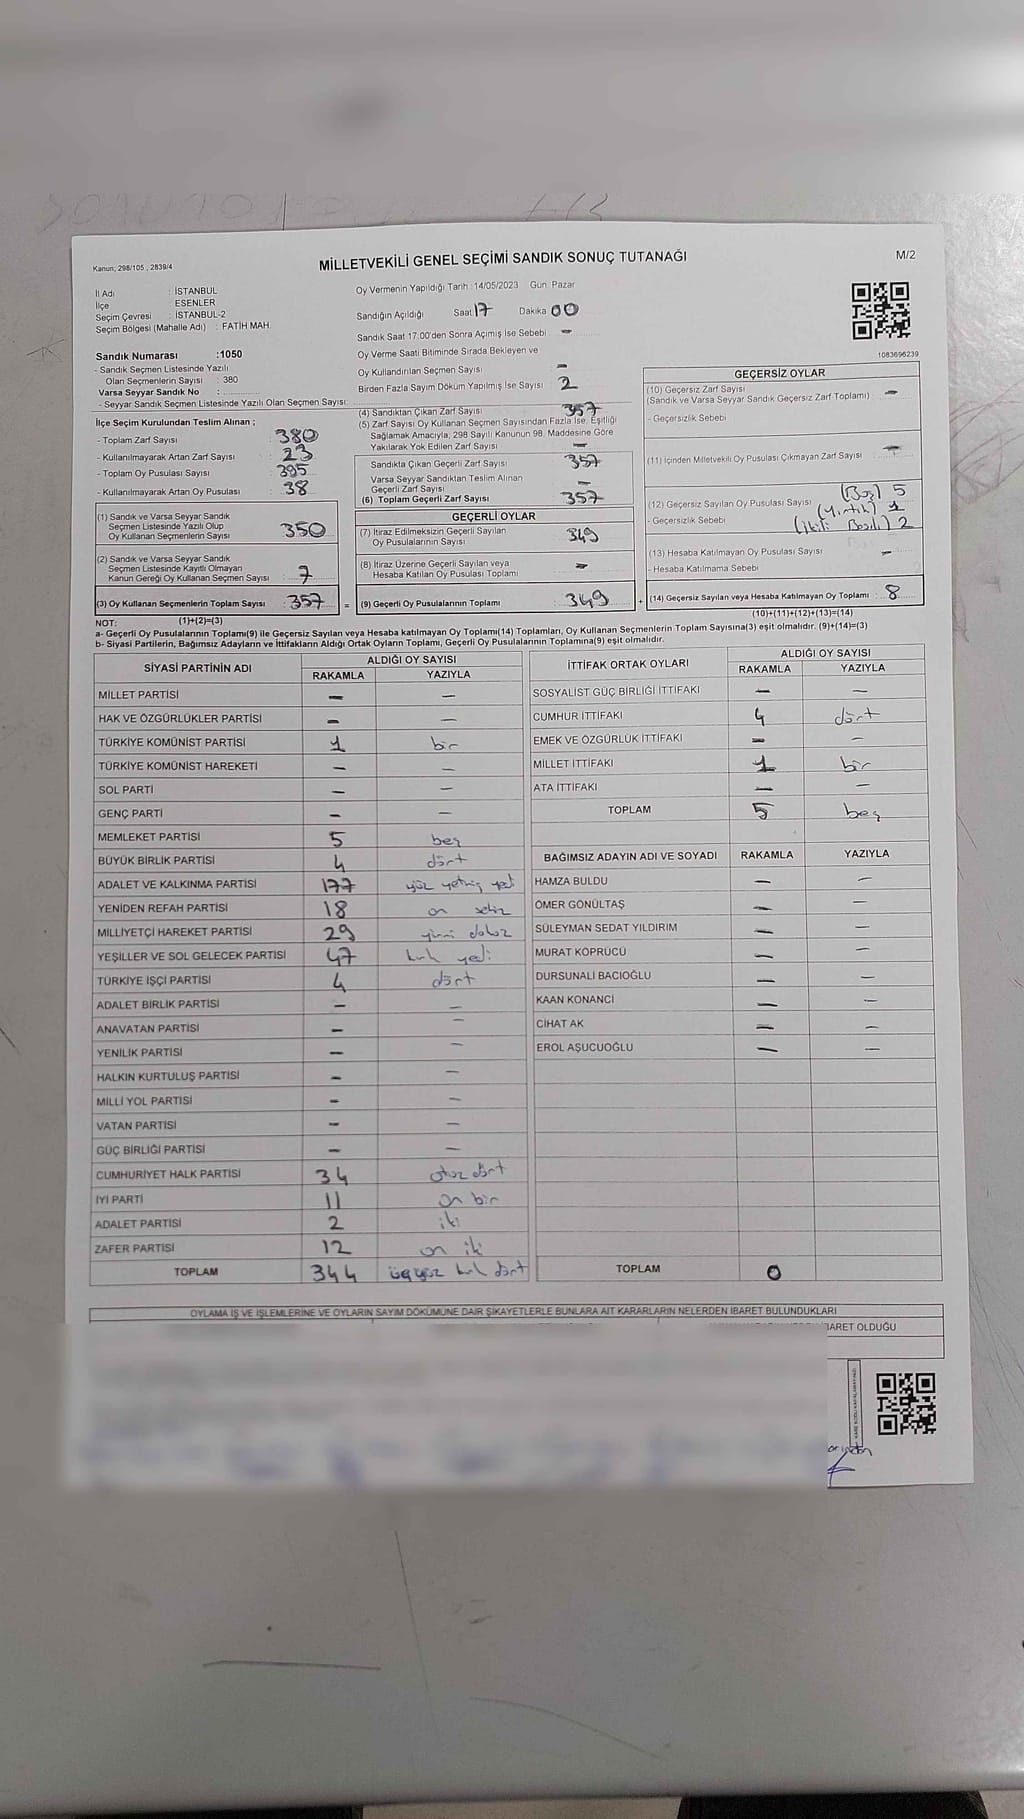 Kanun; 298/105 , 2839/4
MİLLETVEKİLİ GENEL SEÇİMİ SANDIK SONUÇ TUTANAĞI
M/2
İl Adı : İSTANBUL
İlçe : ESENLER
Seçim Çevresi : İSTANBUL-2
Seçim Bölgesi (Mahalle Adı) : FATİH MAH.
Sandık Numarası :1050
- Sandık Seçmen Listesinde Yazılı
Olan Seçmenlerin Sayısı : 380
Varsa Seyyar Sandık No :
- Seyyar Sandık Seçmen Listesinde Yazılı Olan Seçmen Sayısı:
Oy Vermenin Yapıldığı Tarih :14/05/2023 Gün: Pazar
Sandığın Açıldığı Saat 17 Dakika 00
Sandık Saat 17:00'den Sonra Açımış İse Sebebi : -
Oy Verme Saati Bitiminde Sırada Bekleyen ve
Oy Kullandırılan Seçmen Sayısı : -
Birden Fazla Sayım Döküm Yapılmış İse Sayısı : 2
1083696239
İlçe Seçim Kurulundan Teslim Alınan ;
- Toplam Zarf Sayısı : 380
- Kullanılmayarak Artan Zarf Sayısı : 23
- Toplam Oy Pusulası Sayısı : 395
- Kullanılmayarak Artan Oy Pusulası : 38
(1) Sandık ve Varsa Seyyar Sandık
Seçmen Listesinde Yazılı Olup
Oy Kullanan Seçmenlerin Sayısı : 350
(2) Sandık ve Varsa Seyyar Sandık
Seçmen Listesinde Kayıtlı Olmayan
Kanun Gereği Oy Kullanan Seçmen Sayısı : 7
(3) Oy Kullanan Seçmenlerin Toplam Sayısı : 357 =
(1)+(2)=(3)
(4) Sandıktan Çıkan Zarf Sayısı : 357
(5) Zarf Sayısı Oy Kullanan Seçmen Sayısından Fazla İse, Eşitliği
Sağlamak Amacıyla, 298 Sayılı Kanunun 98. Maddesine Göre
Yakılarak Yok Edilen Zarf Sayısı : -
Sandıkta Çıkan Geçerli Zarf Sayısı : 357
Varsa Seyyar Sandıktan Teslim Alınan
Geçerli Zarf Sayısı : -
(6) Toplam Geçerli Zarf Sayısı : 357
GEÇERLİ OYLAR
(7) İtiraz Edilmeksizin Geçerli Sayılan
Oy Pusulalarının Sayısı : 349
(8) İtiraz Üzerine Geçerli Sayılan veya
Hesaba Katılan Oy Pusulası Toplamı : -
(9) Geçerli Oy Pusulalarının Toplamı : 349 +
GEÇERSİZ OYLAR
(10) Geçersiz Zarf Sayısı : -
(Sandık ve Varsa Seyyar Sandık Geçersiz Zarf Toplamı)
- Geçersizlik Sebebi
(11) İçinden Milletvekili Oy Pusulası Çıkmayan Zarf Sayısı : -
(12) Geçersiz Sayılan Oy Pusulası Sayısı (Boş) 5
- Geçersizlik Sebebi (Yırtık) 1
(İkili Basılı) 2
(13) Hesaba Katılmayan Oy Pusulası Sayısı : -
- Hesaba Katılmama Sebebi
(14) Geçersiz Sayılan veya Hesaba Katılmayan Oy Toplamı : 8
(10)+(11)+(12)+(13)=(14)
NOT:
a- Geçerli Oy Pusulalarının Toplamı(9) ile Geçersiz Sayılan veya Hesaba katılmayan Oy Toplamı(14) Toplamları, Oy Kullanan Seçmenlerin Toplam Sayısına(3) eşit olmalıdır. (9)+(14)=(3)
b- Siyasi Partilerin, Bağımsız Adayların ve İttifakların Aldığı Ortak Oyların Toplamı, Geçerli Oy Pusulalarının Toplamına(9) eşit olmalıdır.
SİYASİ PARTİNİN ADI ALDIĞI OY SAYISI
RAKAMLA YAZIYLA
MİLLET PARTİSİ - -
HAK VE ÖZGÜRLÜKLER PARTİSİ - -
TÜRKİYE KOMÜNİST PARTİSİ 1 bir
TÜRKİYE KOMÜNİST HAREKETİ - -
SOL PARTİ - -
GENÇ PARTİ - -
MEMLEKET PARTİSİ 5 beş
BÜYÜK BİRLİK PARTİSİ 4 dört
ADALET VE KALKINMA PARTİSİ 177 yüz yetmiş yedi
YENİDEN REFAH PARTİSİ 18 on sekiz
MİLLİYETÇİ HAREKET PARTİSİ 29 yirmi dokuz
YEŞİLLER VE SOL GELECEK PARTİSİ 47 kırk yedi
TÜRKİYE İŞÇİ PARTİSİ 4 dört
ADALET BİRLİK PARTİSİ - -
ANAVATAN PARTİSİ - -
YENİLİK PARTİSİ - -
HALKIN KURTULUŞ PARTİSİ - -
MİLLİ YOL PARTİSİ - -
VATAN PARTİSİ - -
GÜÇ BİRLİĞİ PARTİSİ - -
CUMHURİYET HALK PARTİSİ 34 otuz dört
İYİ PARTİ 11 on bir
ADALET PARTİSİ 2 iki
ZAFER PARTİSİ 12 on iki
TOPLAM 344 üçyüz kırk dört
İTTİFAK ORTAK OYLARI ALDIĞI OY SAYISI
RAKAMLA YAZIYLA
SOSYALİST GÜÇ BİRLİĞİ İTTİFAKI - -
CUMHUR İTTİFAKI 4 dört
EMEK VE ÖZGÜRLÜK İTTİFAKI - -
MİLLET İTTİFAKI 1 bir
ATA İTTİFAKI - -
TOPLAM 5 beş
BAĞIMSIZ ADAYIN ADI VE SOYADI RAKAMLA YAZIYLA
HAMZA BULDU - -
ÖMER GÖNÜLTAŞ - -
SÜLEYMAN SEDAT YILDIRIM - -
MURAT KÖPRÜCÜ - -
DURSUNALİ BACIOĞLU - -
KAAN KONANCİ - -
CİHAT AK - -
EROL AŞUCUOĞLU - -
TOPLAM 0
OYLAMA İŞ VE İŞLEMLERİNE VE OYLARIN SAYIM DÖKÜMÜNE DAİR ŞİKAYETLERLE BUNLARA AİT KARARLARIN NELERDEN İBARET BULUNDUKLARI
İBARET OLDUĞU